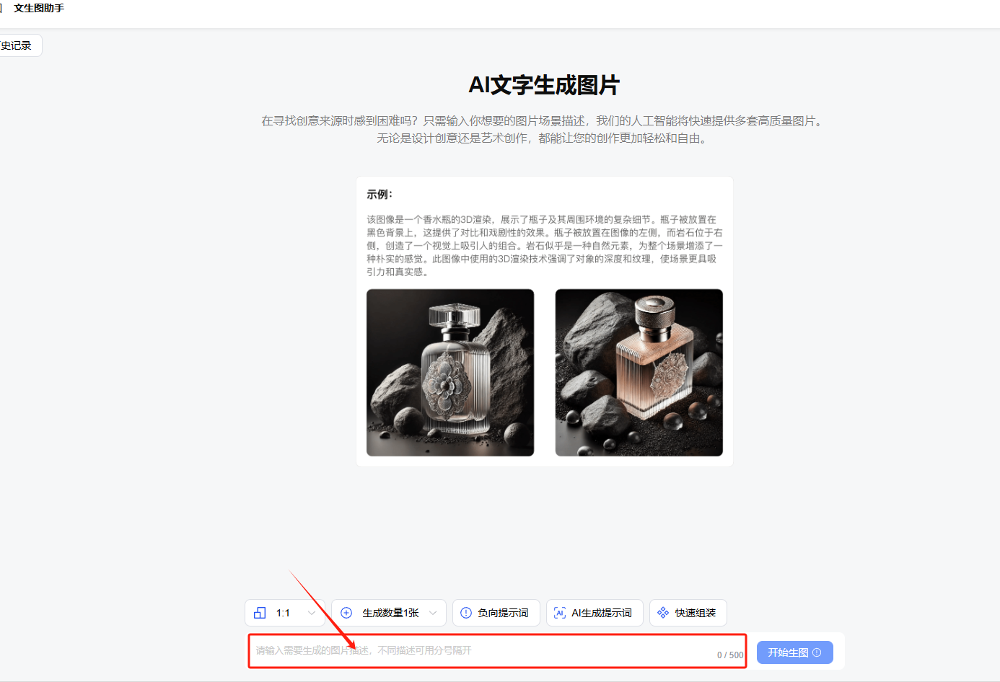 文生图助手
史记录
AI文字生成图片
在寻找创意来源时感到困难吗？只需输入你想要的图片场景描述，我们的人工智能将快速提供多套高质量图片。
无论是设计创意还是艺术创作，都能让您的创作更加轻松和自由。
示例：
该图像是一个香水瓶的3D渲染，展示了瓶子及其周围环境的复杂细节。瓶子被放置在
黑色背景上，这提供了对比和戏剧性的效果。瓶子被放置在图像的左侧，而岩石位于右
侧，创造了一个视觉上吸引人的组合。岩石似乎是一种自然元素，为整个场景增添了一
种朴实的感觉。此图像中使用的3D渲染技术强调了对象的深度和纹理，使场景更具吸
引力和真实感。
1:1 生成数量1张 负向提示词 AI AI生成提示词 快速组装
请输入需要生成的图片描述，不同描述可用分号隔开
0 / 500
开始生图